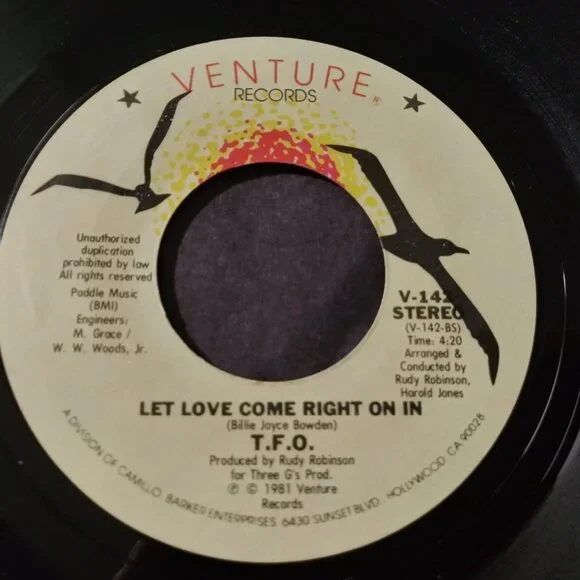 VENTURE
RECORDS
Unauthorized
duplication
prohibited by law
All rights reserved
Paddle Music
(BMI)
Engineers:
M. Grace /
W. W. Woods, Jr.
V-142
STEREO
(V-142-BS)
Time: 4:20
Arranged &
Conducted by
Rudy Robinson,
Harold Jones
LET LOVE COME RIGHT ON IN
(Billie Joyce Bowden)
T.F.O.
Produced by Rudy Robinson
for Three G's Prod.
℗ © 1981 Venture
Records
A DIVISION OF CAMILLO, BARKER ENTERPRISES 6430 SUNSET BLVD., HOLLYWOOD, CA 90028